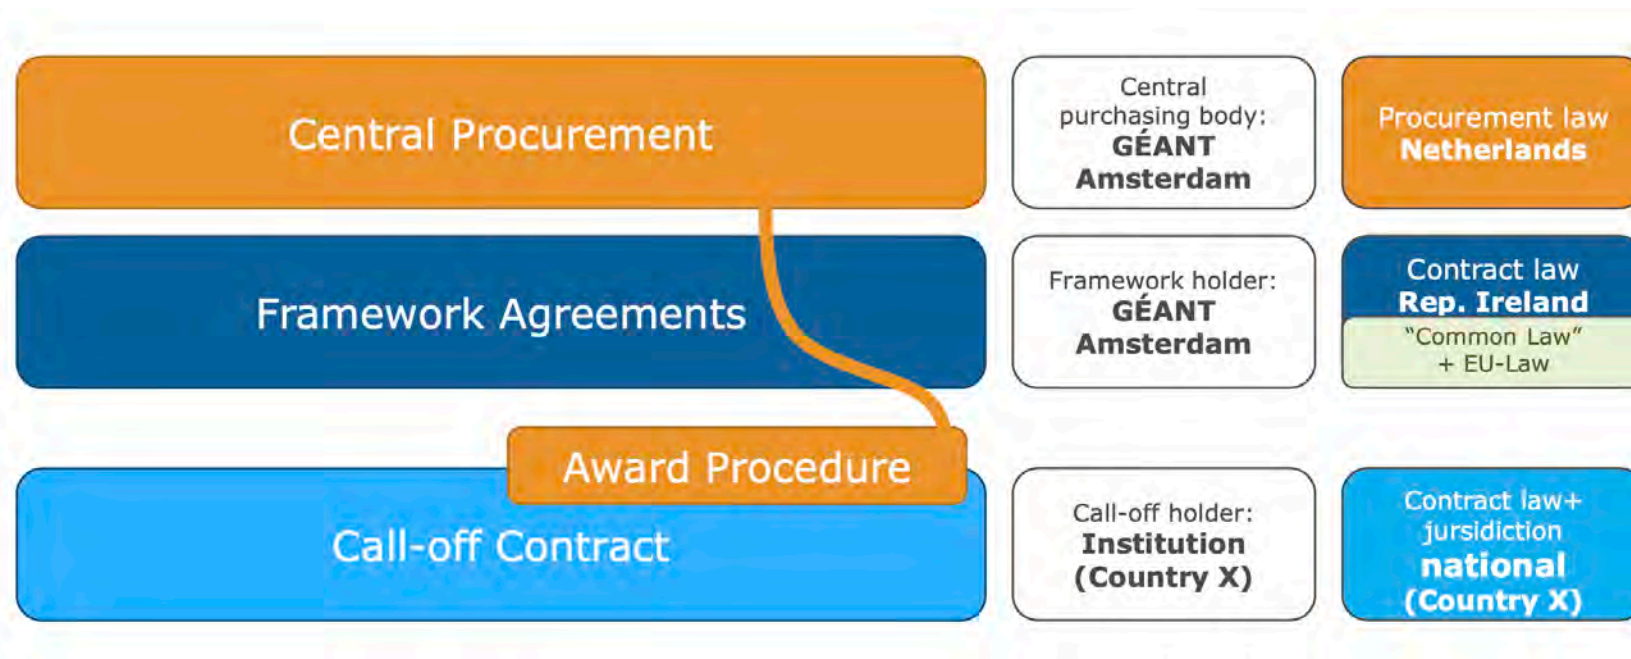 Central Procurement
Central
purchasing body:
GÉANT
Amsterdam
Procurement law
Netherlands
Framework Agreements
Framework holder:
GÉANT
Amsterdam
Contract law
Rep. Ireland
"Common Law"
+ EU-Law
Award Procedure
Call-off Contract
Call-off holder:
Institution
(Country X)
Contract law+
jursidiction
national
(Country X)